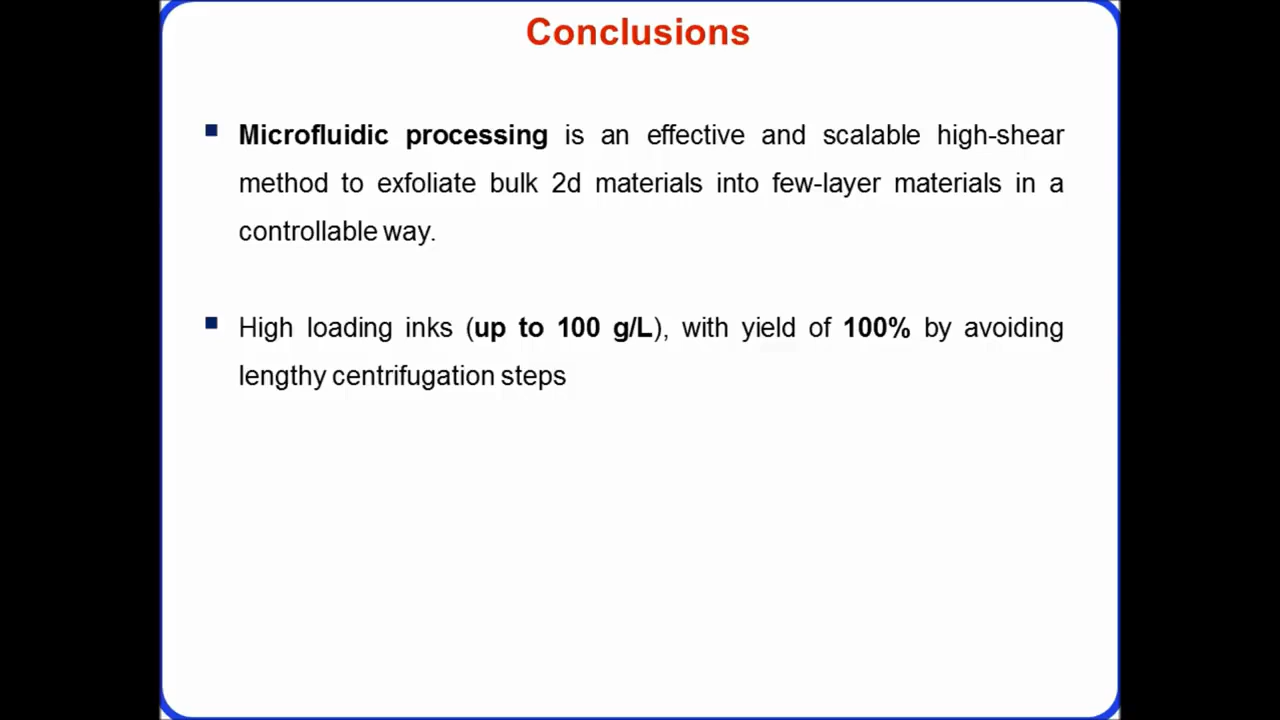 Conclusions
Microfluidic processing is an effective and scalable high-shear
method to exfoliate bulk 2d materials into few-layer materials in a
controllable way.
High loading inks (up to 100 g/L), with yield of 100% by avoiding
lengthy centrifugation steps